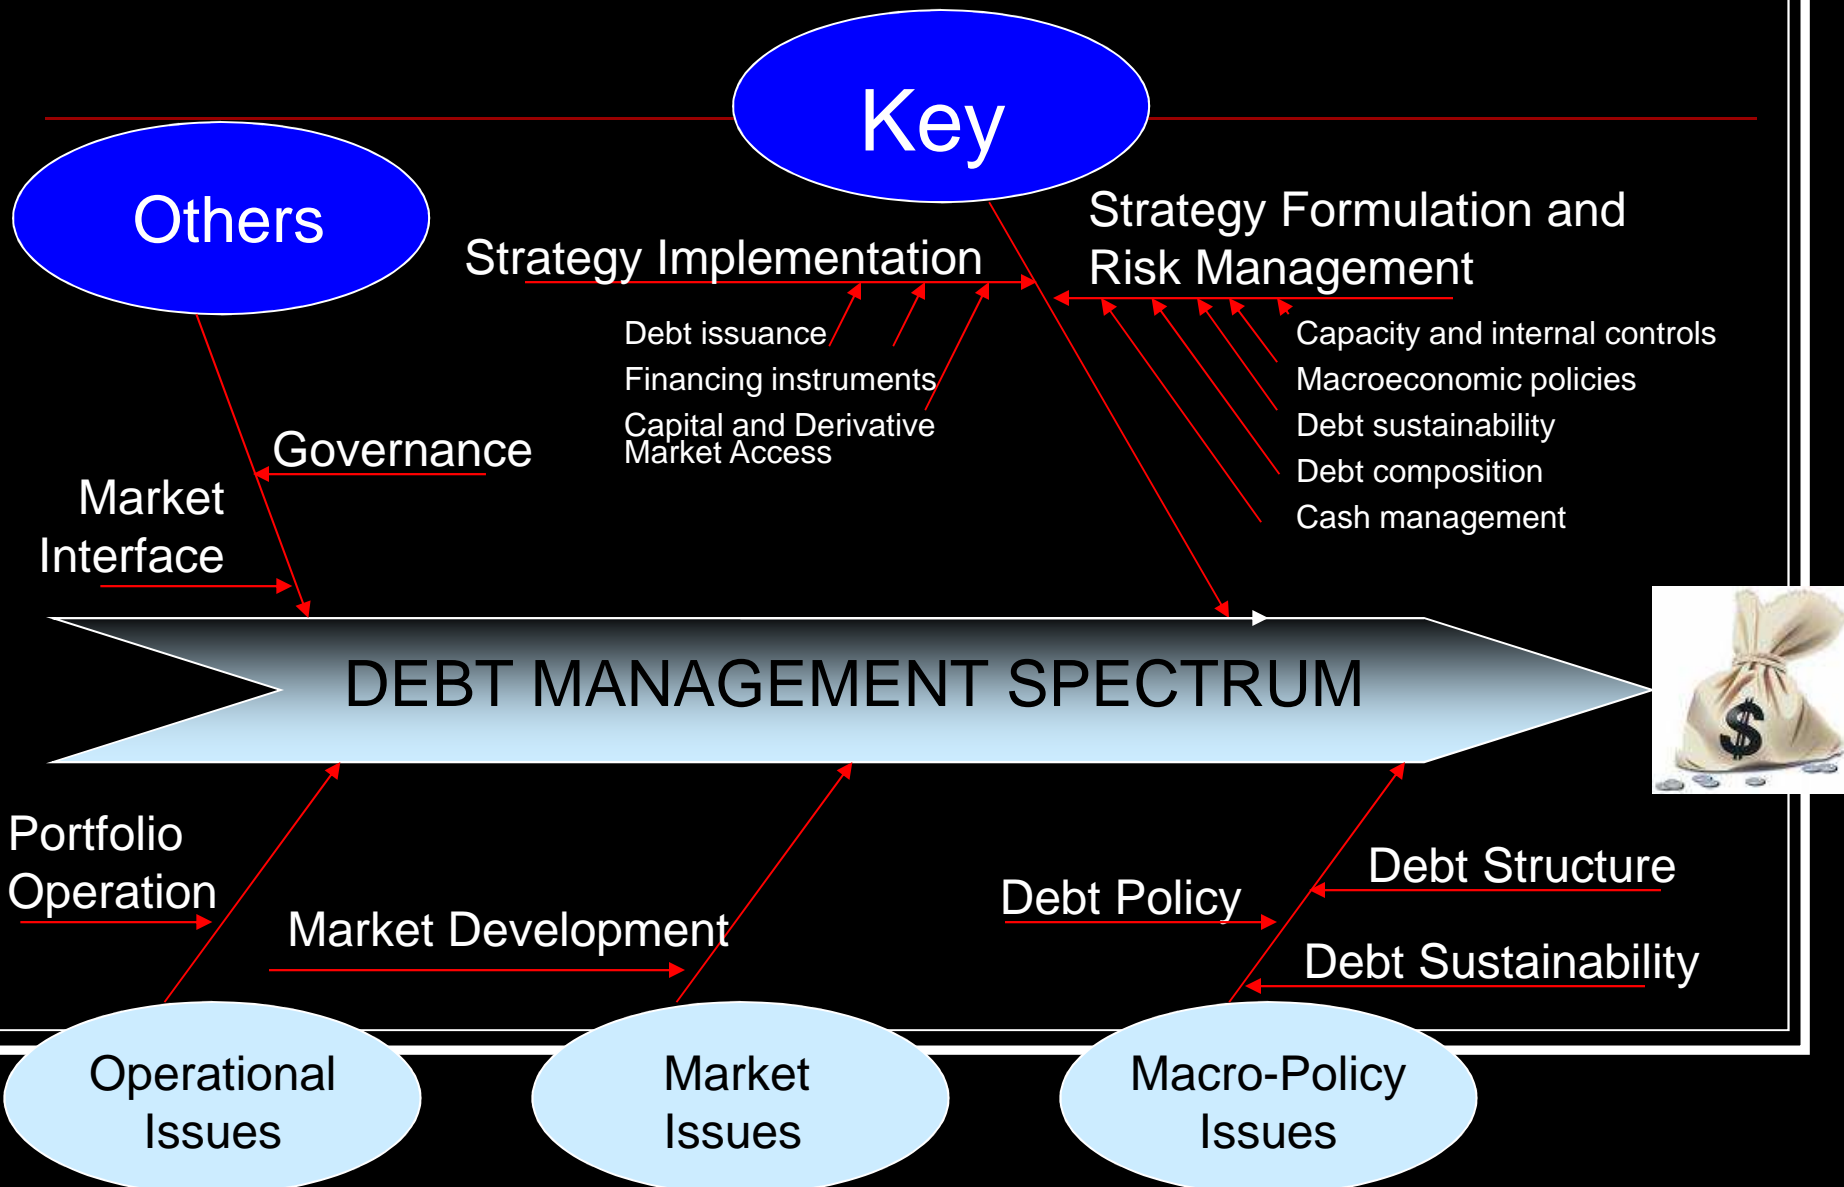 Key
Others
Strategy Formulation and
Risk Management
Strategy Implementation
Debt issuance
Financing instruments
Capital and Derivative
Market Access
Capacity and internal controls
Macroeconomic policies
Debt sustainability
Debt composition
Cash management
Governance
Market
Interface
DEBT MANAGEMENT SPECTRUM
$
Portfolio
Operation
Market Development
Debt Policy
Debt Structure
Debt Sustainability
Operational
Issues
Market
Issues
Macro-Policy
Issues